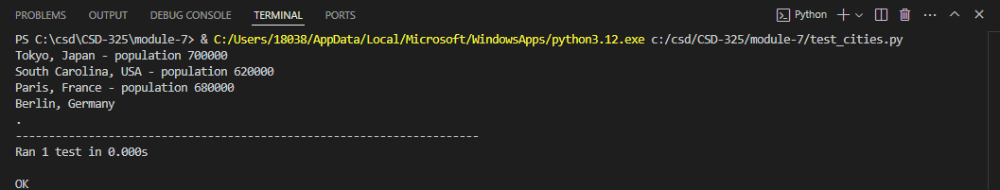 PROBLEMS OUTPUT DEBUG CONSOLE TERMINAL PORTS Python
PS C:\csd\CSD-325\module-7> & C:/Users/18038/AppData/Local/Microsoft/WindowsApps/python3.12.exe c:/csd/CSD-325/module-7/test_cities.py
Tokyo, Japan - population 700000
South Carolina, USA - population 620000
Paris, France - population 680000
Berlin, Germany
.
----------------------------------------------------------------------
Ran 1 test in 0.000s
OK